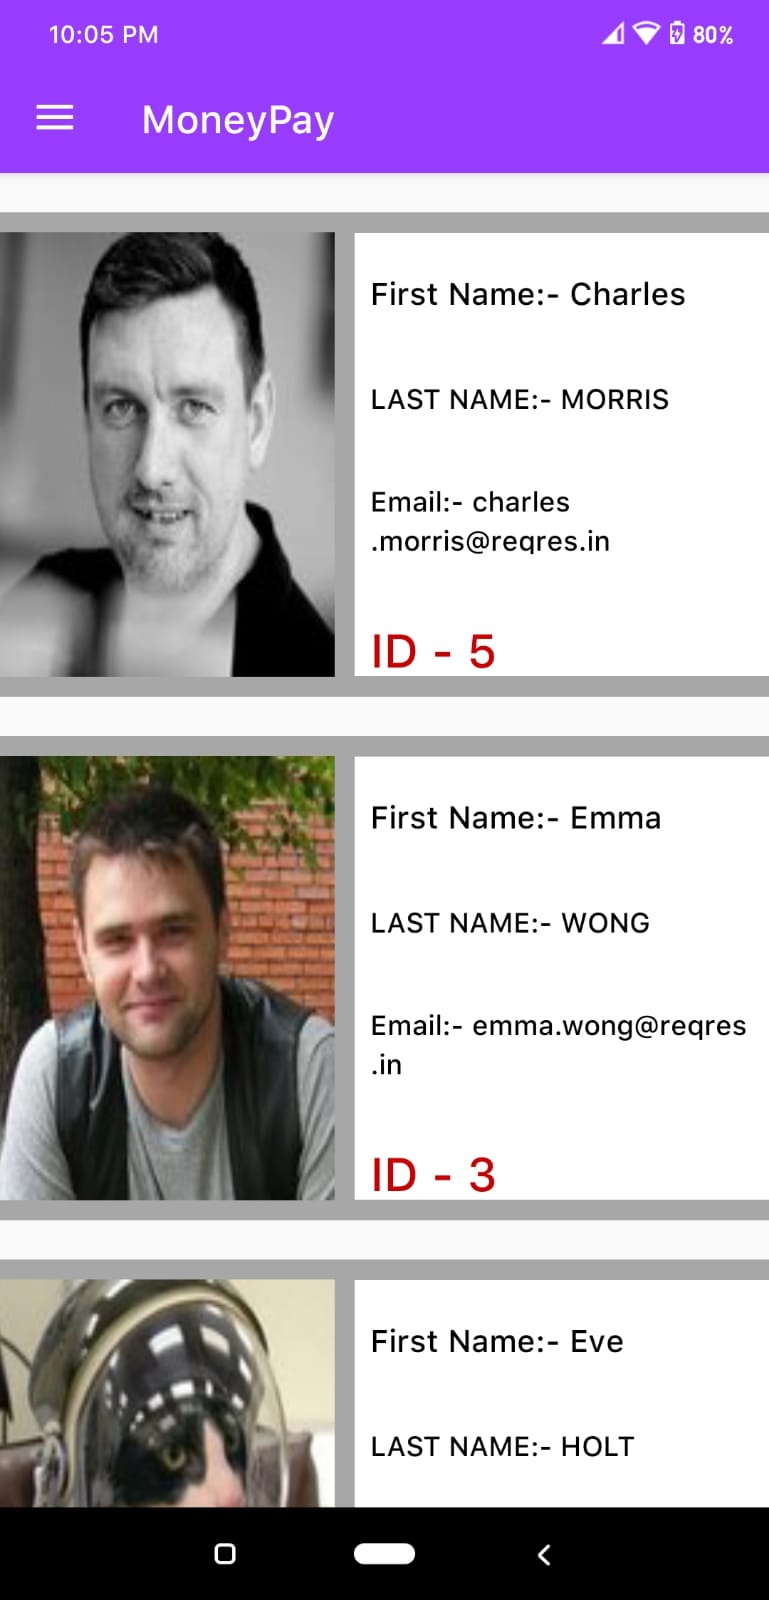 10:05 PM 80%
MoneyPay
First Name:- Charles
LAST NAME:- MORRIS
Email:- charles
.morris@reqres.in
ID - 5
First Name:- Emma
LAST NAME:- WONG
Email:- emma.wong@reqres
.in
ID - 3
First Name:- Eve
LAST NAME:- HOLT